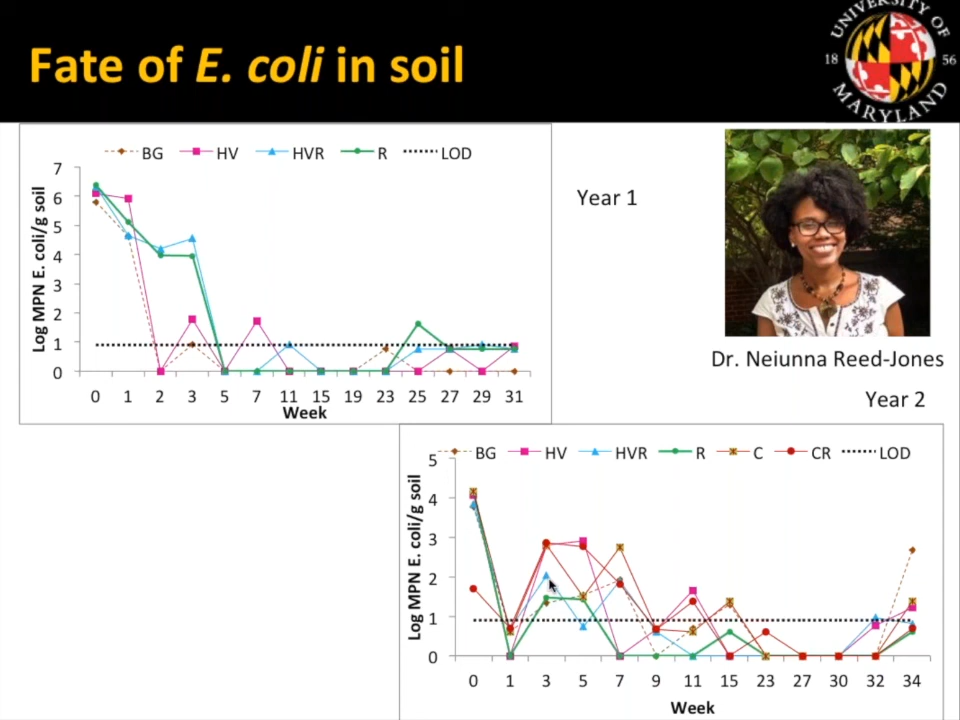 Fate of E. coli in soil
UNIVERSITY OF
18 56
MARYLAND
BG HV HVR R LOD
7
6
5
4
3
2
1
0
Log MPN E. coli/g soil
0 1 2 3 5 7 11 15 19 23 25 27 29 31
Week
Year 1
Dr. Neiunna Reed-Jones
Year 2
BG HV HVR R C CR LOD
5
4
3
2
1
0
Log MPN E. coli/g soil
0 1 3 5 7 9 11 15 23 27 30 32 34
Week